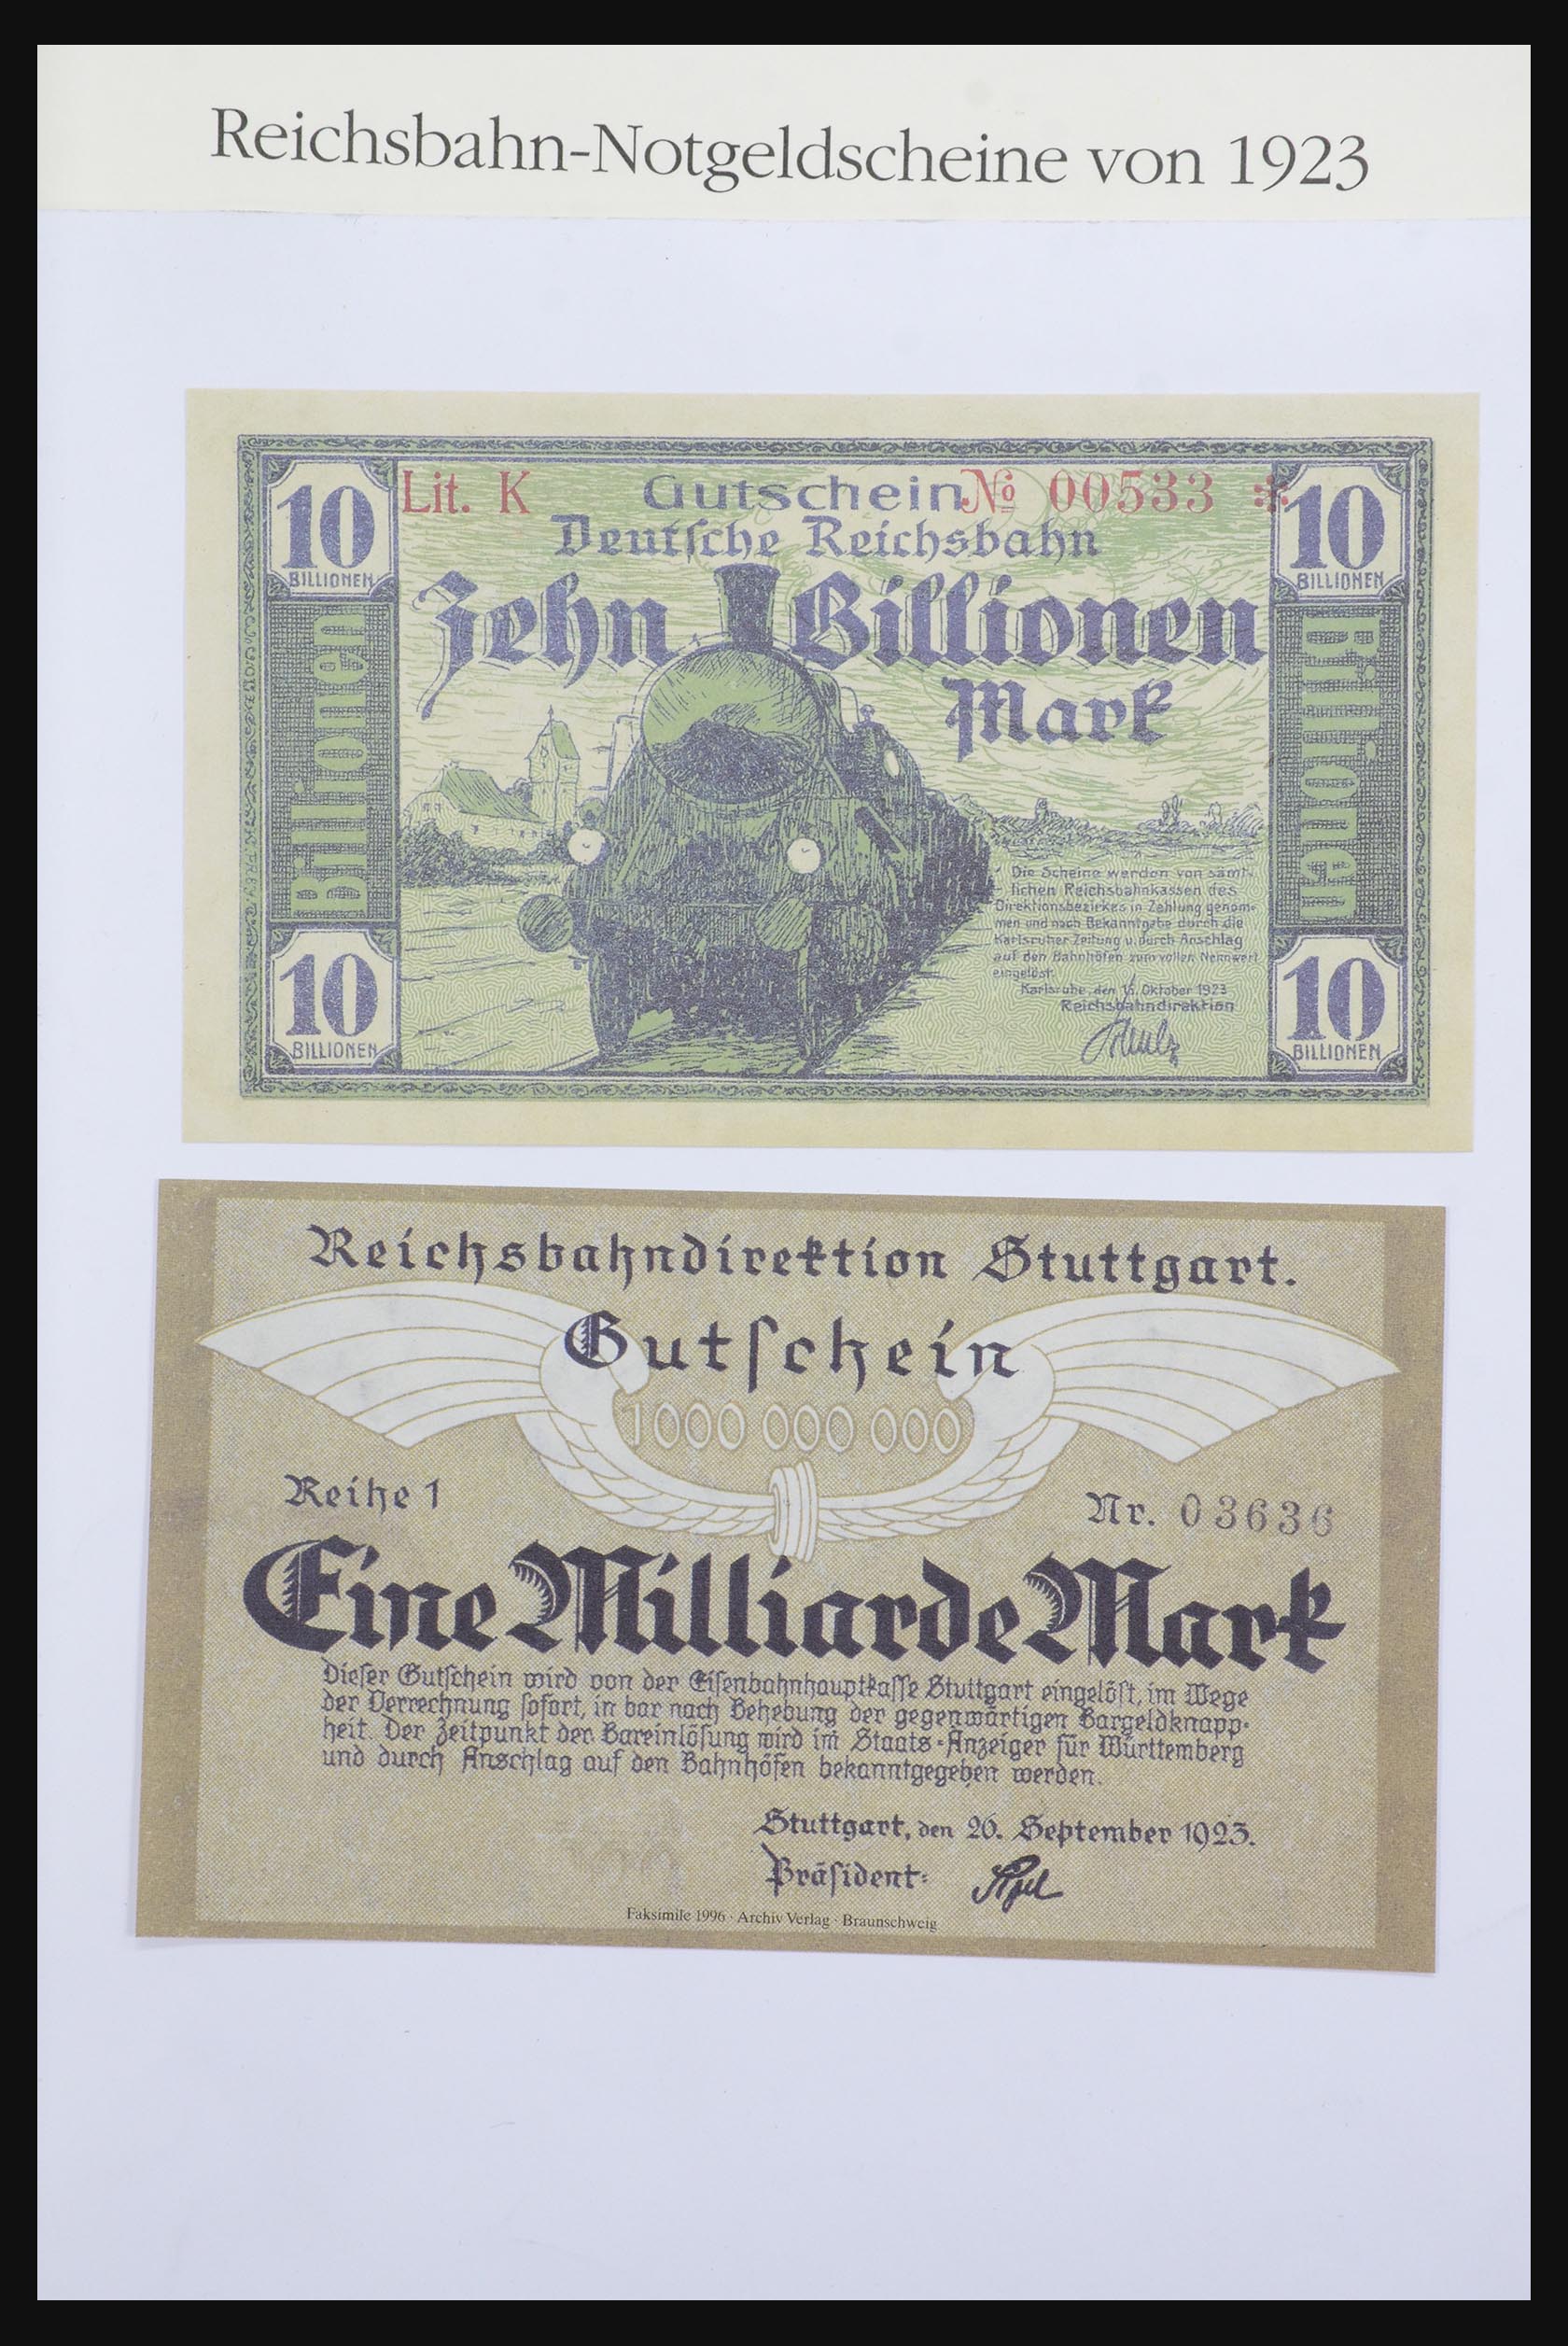 Reichsbahn-Notgeldscheine von 1923
10
BILLIONEN
Lit. K
Gutschein
№ 00533 *
10
BILLIONEN
Deutsche Reichsbahn
Zehn Billionen
Mark
Billionen
Billionen
Die Scheine werden von sämt-
lichen Reichsbahnkassen des
Direktionsbezirkes in Zahlung genom-
men und nach Bekanntgabe durch die
Karlsruher Zeitung u. durch Anschlag
auf den Bahnhöfen zum vollen Nennwert
eingelöst.
Karlsruhe, den 15. Oktober 1923
Reichsbahndirektion
10
BILLIONEN
10
BILLIONEN
Reichsbahndirektion Stuttgart.
Gutſchein
1000 000 000
Reihe 1
Nr. 03636
Eine Milliarde Mark
Dieſer Gutſchein wird von der Eiſenbahnhauptkaſſe Stuttgart eingelöſt, im Wege
der Verrechnung ſofort, in bar nach Behebung der gegenwärtigen Bargeldknapp-
heit. Der Zeitpunkt der Bareinlöſung wird im Staats-Anzeiger für Württemberg
und durch Anschlag auf den Bahnhöfen bekanntgegeben werden.
Stuttgart, den 26. September 1923.
Präſident:
Faksimile 1996 · Archiv Verlag · Braunschweig